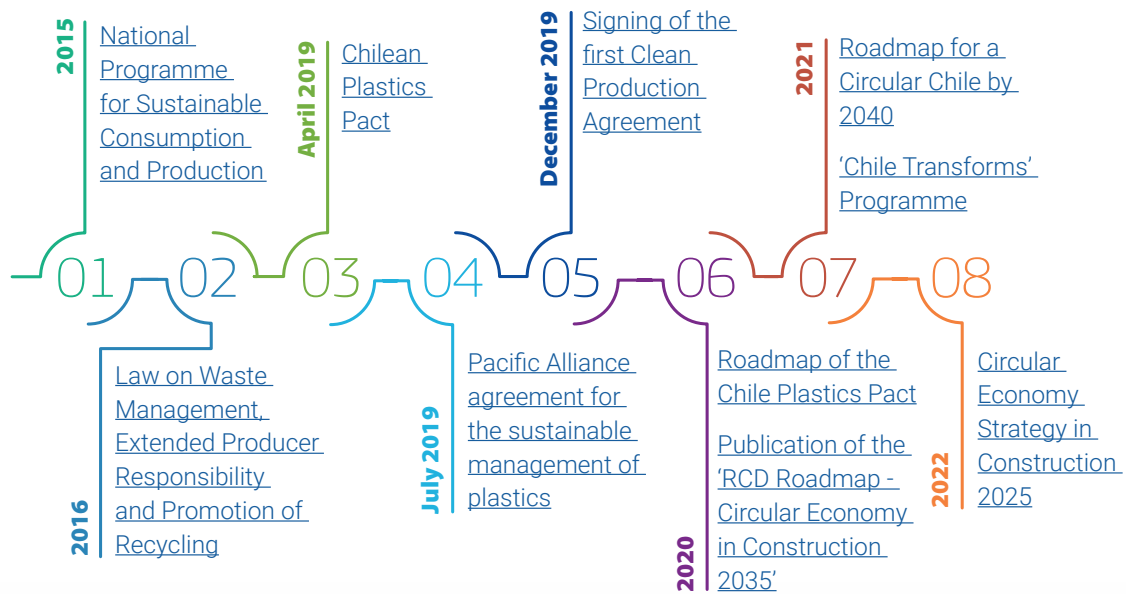 2015
National
Programme
for Sustainable
Consumption
and Production
01
02
2016
Law on Waste
Management,
Extended Producer
Responsibility
and Promotion of
Recycling
April 2019
Chilean
Plastics
Pact
03
04
July 2019
Pacific Alliance
agreement for
the sustainable
management of
plastics
December 2019
Signing of the
first Clean
Production
Agreement
05
06
2020
Roadmap of the
Chile Plastics Pact
Publication of the
‘RCD Roadmap -
Circular Economy
in Construction
2035’
2021
Roadmap for a
Circular Chile by
2040
‘Chile Transforms’
Programme
07
08
2022
Circular
Economy
Strategy in
Construction
2025